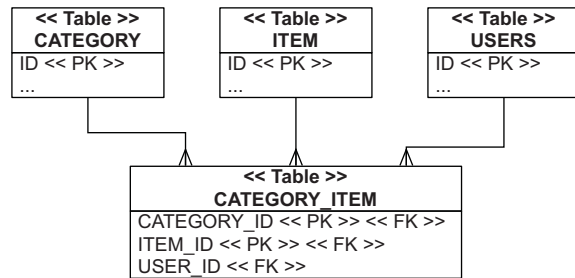 << Table >>
CATEGORY
ID << PK >>
...
<< Table >>
ITEM
ID << PK >>
...
<< Table >>
USERS
ID << PK >>
...
<< Table >>
CATEGORY_ITEM
CATEGORY_ID << PK >> << FK >>
ITEM_ID << PK >> << FK >>
USER_ID << FK >>